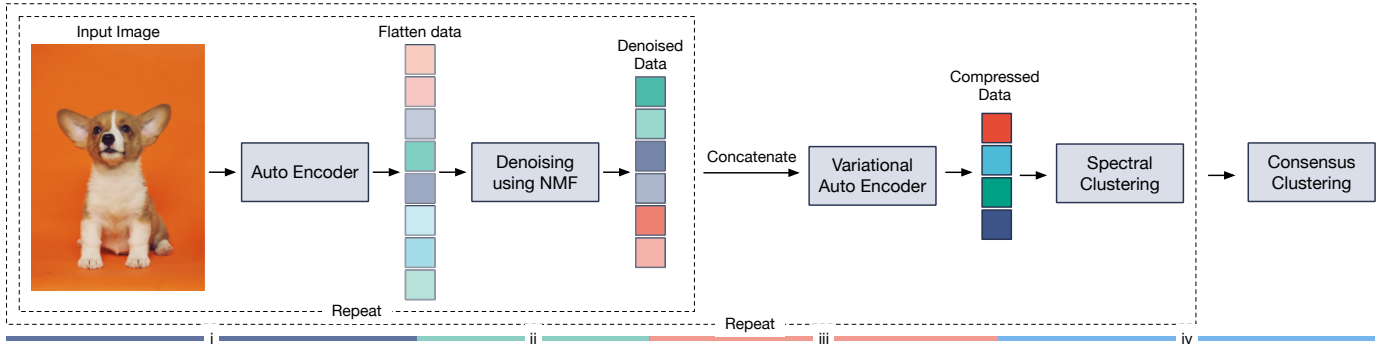 Input Image
Flatten data
Denoised
Data
Compressed
Data
Auto Encoder
Denoising
using NMF
Concatenate
Variational
Auto Encoder
Spectral
Clustering
Consensus
Clustering
Repeat
Repeat
i
ii
iii
iv